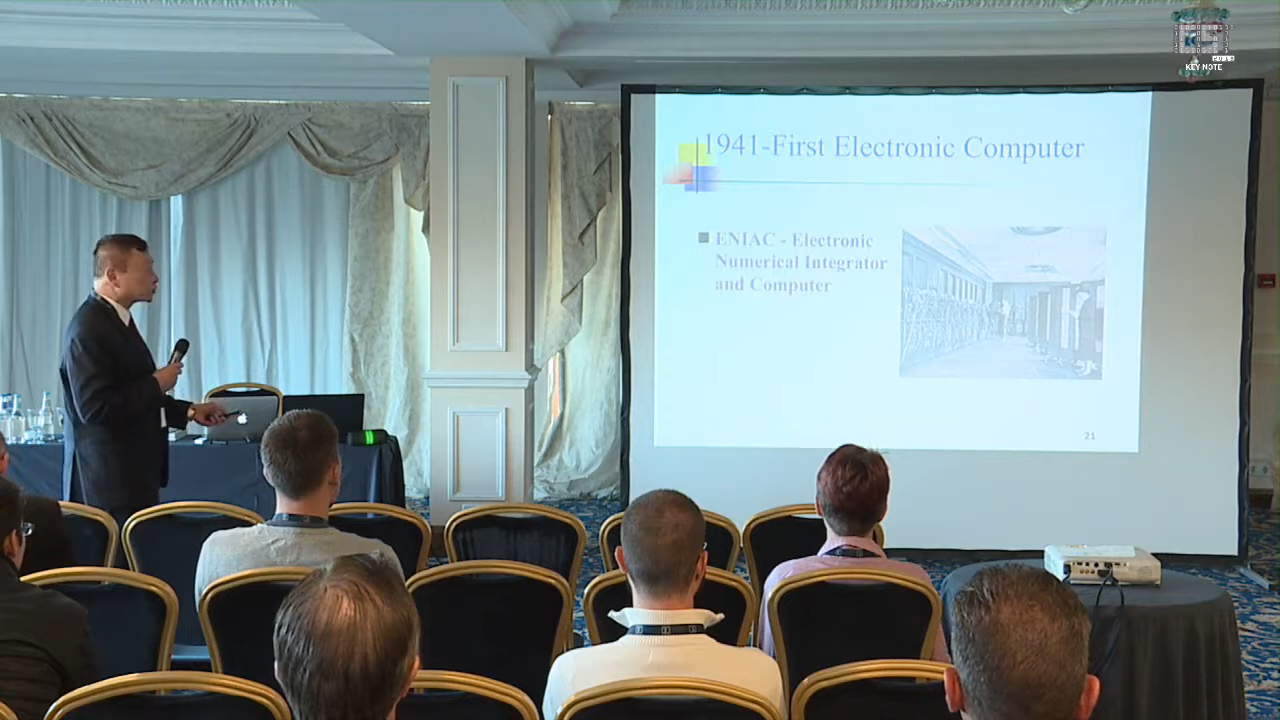 KEY NOTE
1941-First Electronic Computer
ENIAC - Electronic
Numerical Integrator
and Computer
21